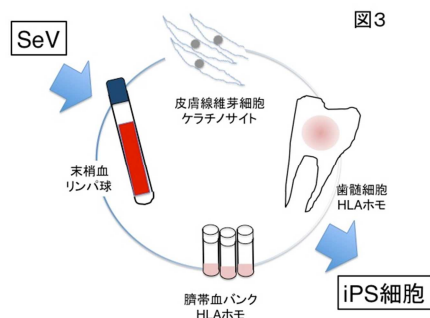 図3
SeV
皮膚線維芽細胞
ケラチノサイト
末梢血
リンパ球
歯髄細胞
HLAホモ
臍帯血バンク
HLAホモ
iPS細胞